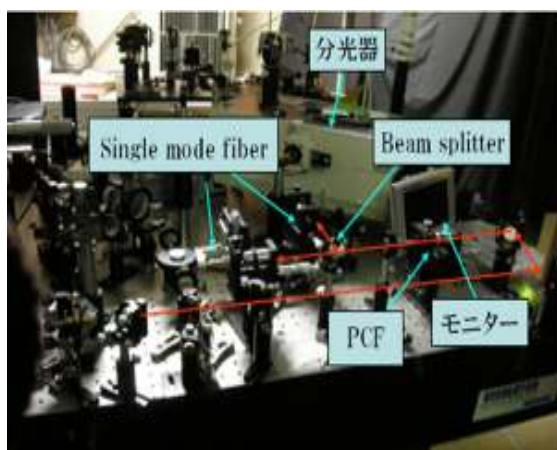 分光器
Single mode fiber
Beam splitter
PCF
モニター